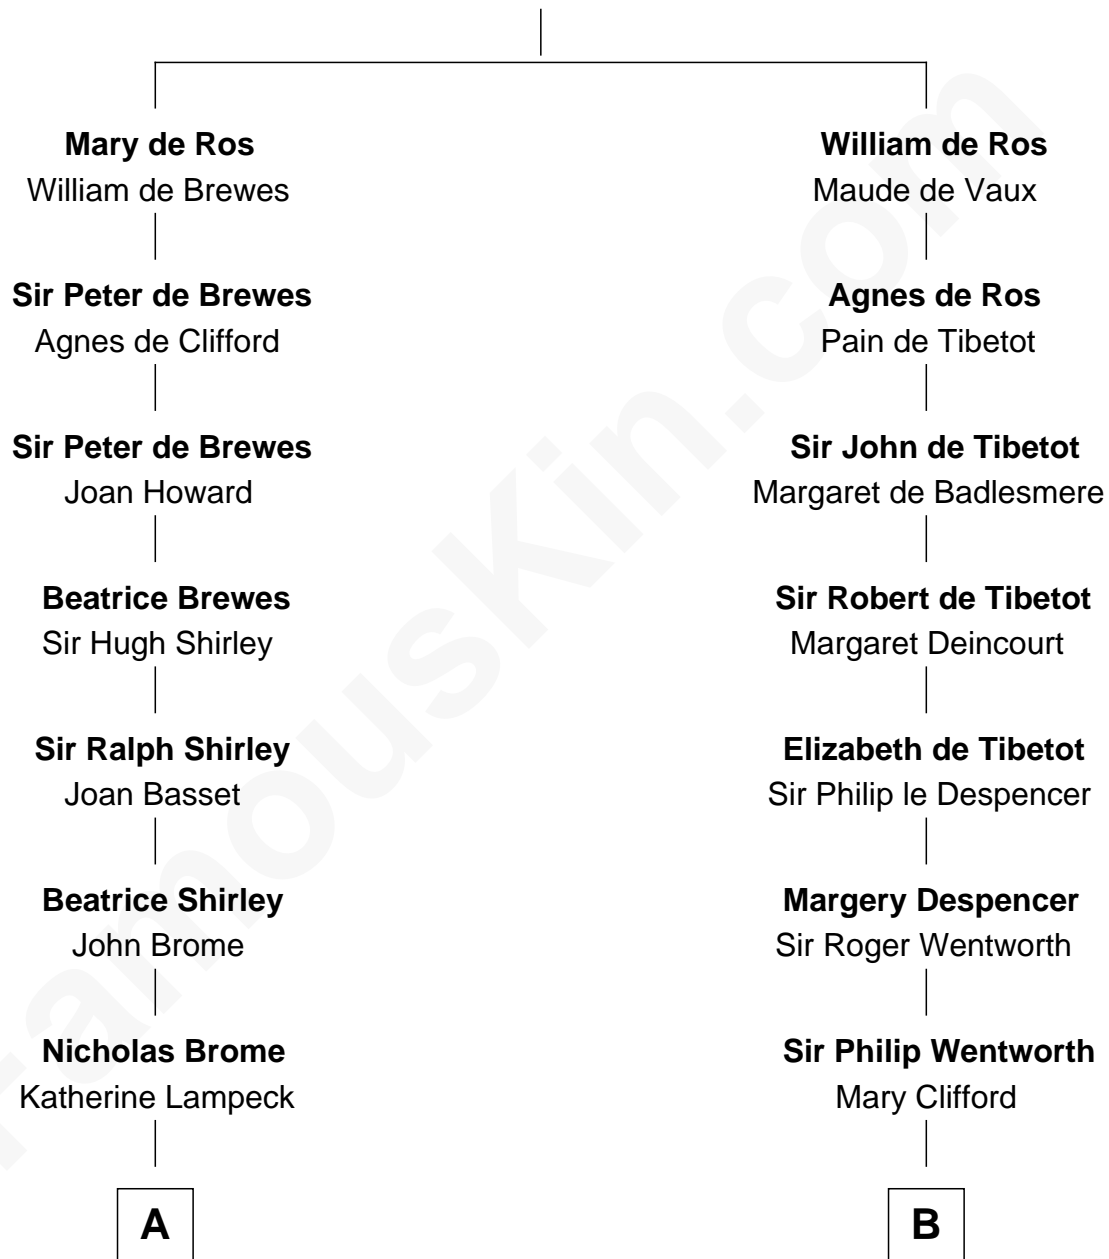 Mary de Ros
William de Brewes
William de Ros
Maude de Vaux
Sir Peter de Brewes
Agnes de Clifford
Agnes de Ros
Pain de Tibetot
Sir Peter de Brewes
Joan Howard
Sir John de Tibetot
Margaret de Badlesmere
Beatrice Brewes
Sir Hugh Shirley
Sir Robert de Tibetot
Margaret Deincourt
Sir Ralph Shirley
Joan Basset
Elizabeth de Tibetot
Sir Philip le Despencer
Beatrice Shirley
John Brome
Margery Despencer
Sir Roger Wentworth
Nicholas Brome
Katherine Lampeck
Sir Philip Wentworth
Mary Clifford
A
B
FamousKin.com